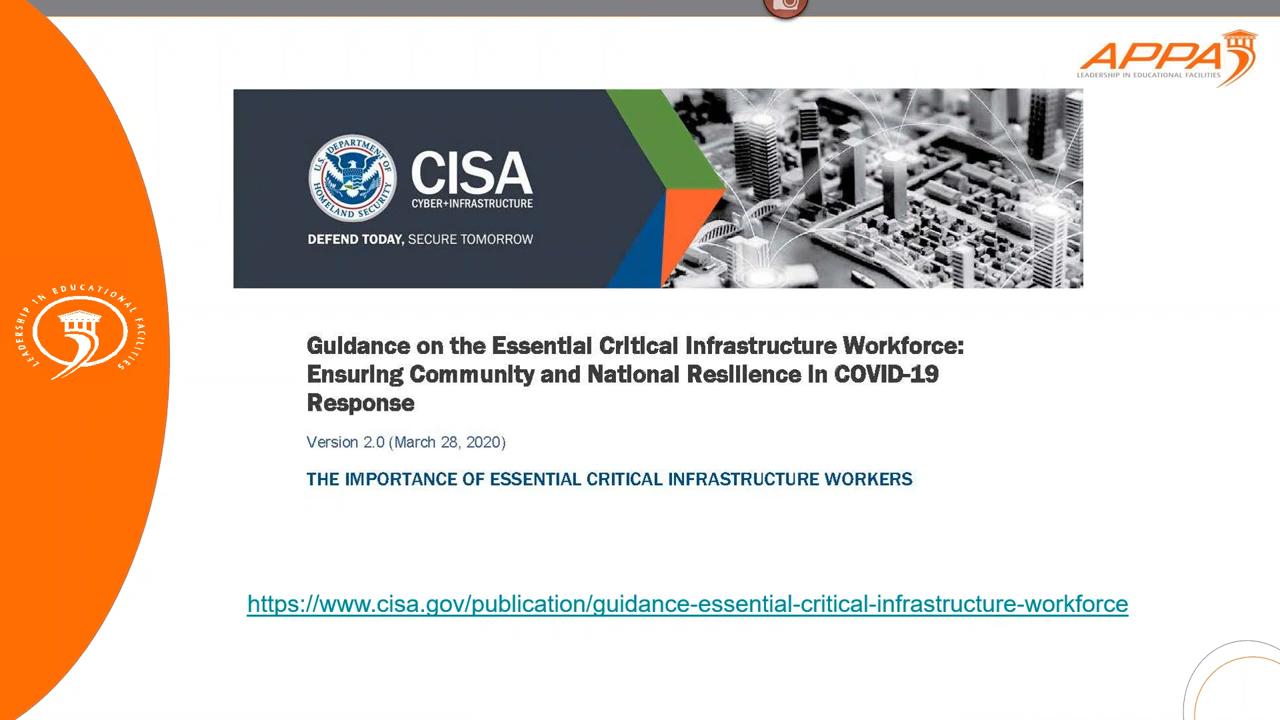 APPA
LEADERSHIP IN EDUCATIONAL FACILITIES
U.S. DEPARTMENT OF
HOMELAND SECURITY
CISA
CYBER+INFRASTRUCTURE
DEFEND TODAY, SECURE TOMORROW
LEADERSHIP IN EDUCATIONAL FACILITIES
Guidance on the Essential Critical Infrastructure Workforce:
Ensuring Community and National Resilience in COVID-19
Response
Version 2.0 (March 28, 2020)
THE IMPORTANCE OF ESSENTIAL CRITICAL INFRASTRUCTURE WORKERS
https://www.cisa.gov/publication/guidance-essential-critical-infrastructure-workforce